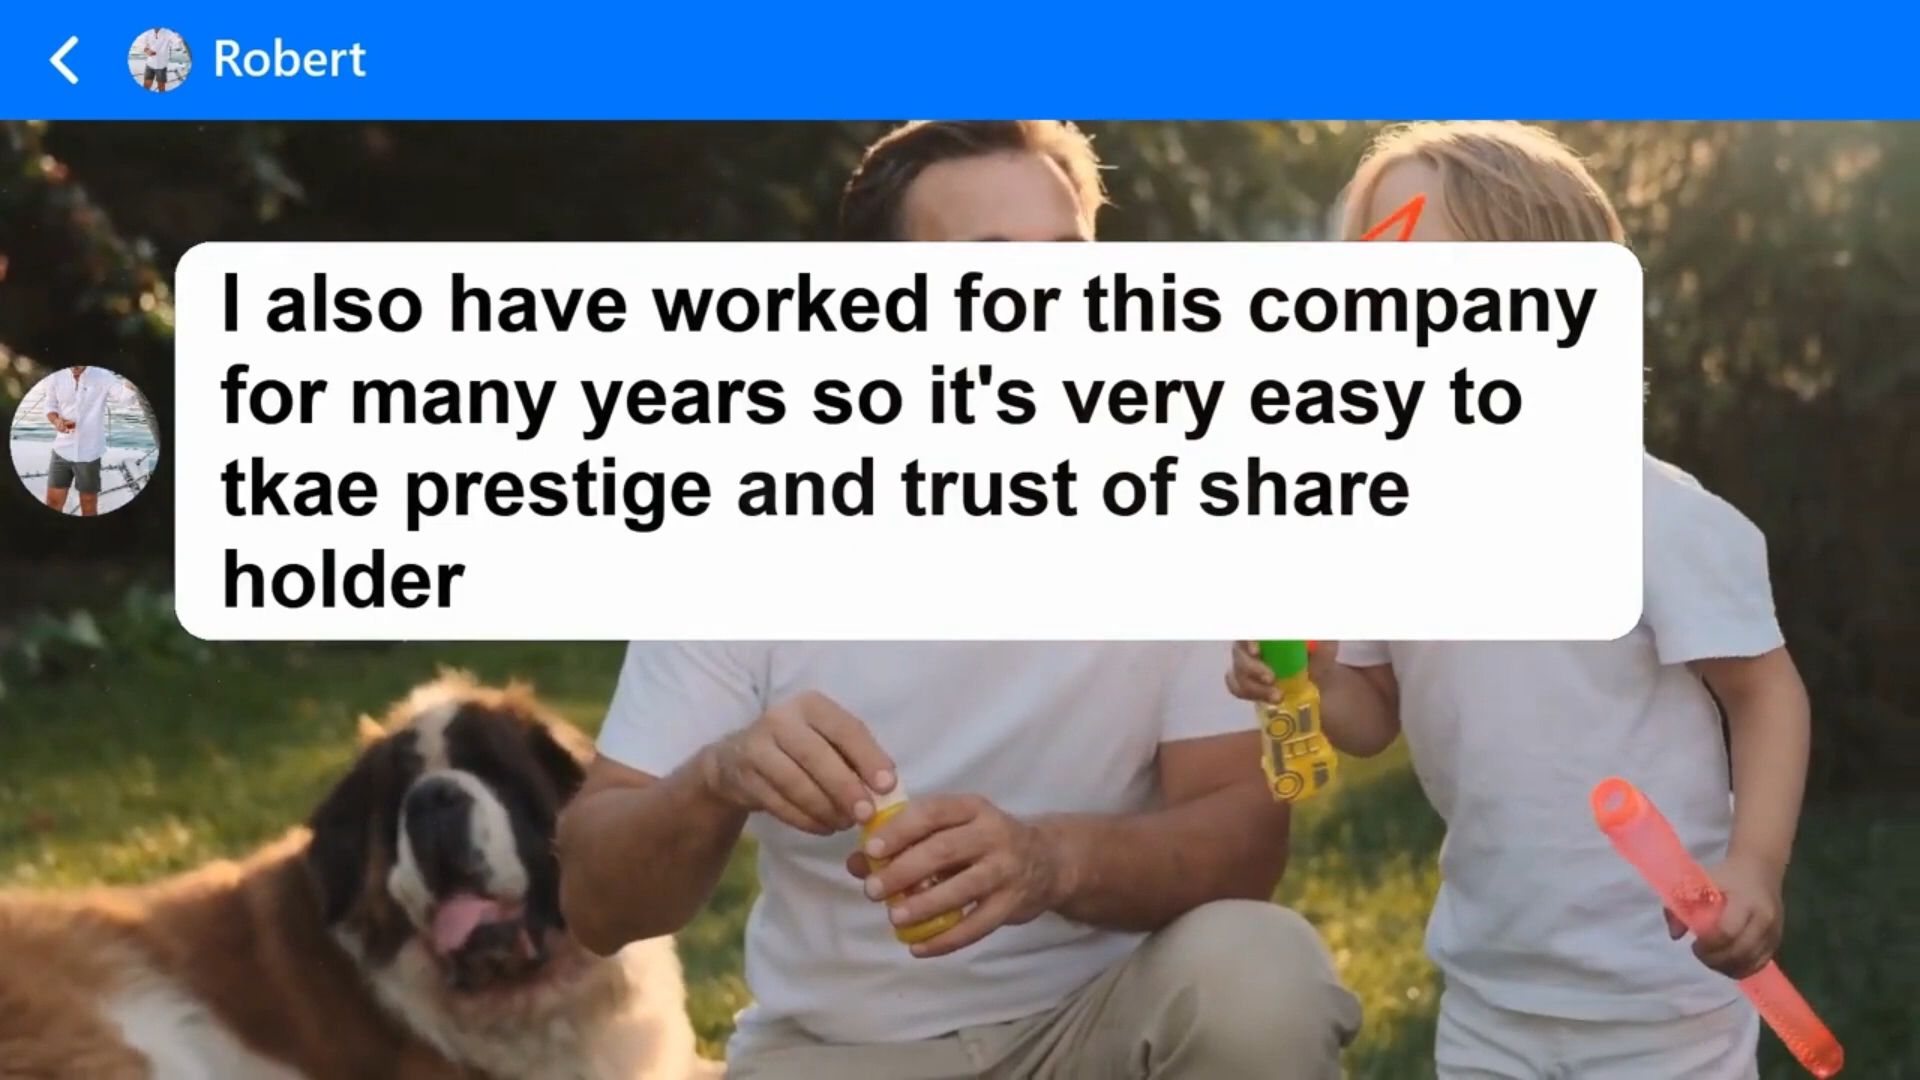 Robert
I also have worked for this company
for many years so it's very easy to
tkae prestige and trust of share
holder